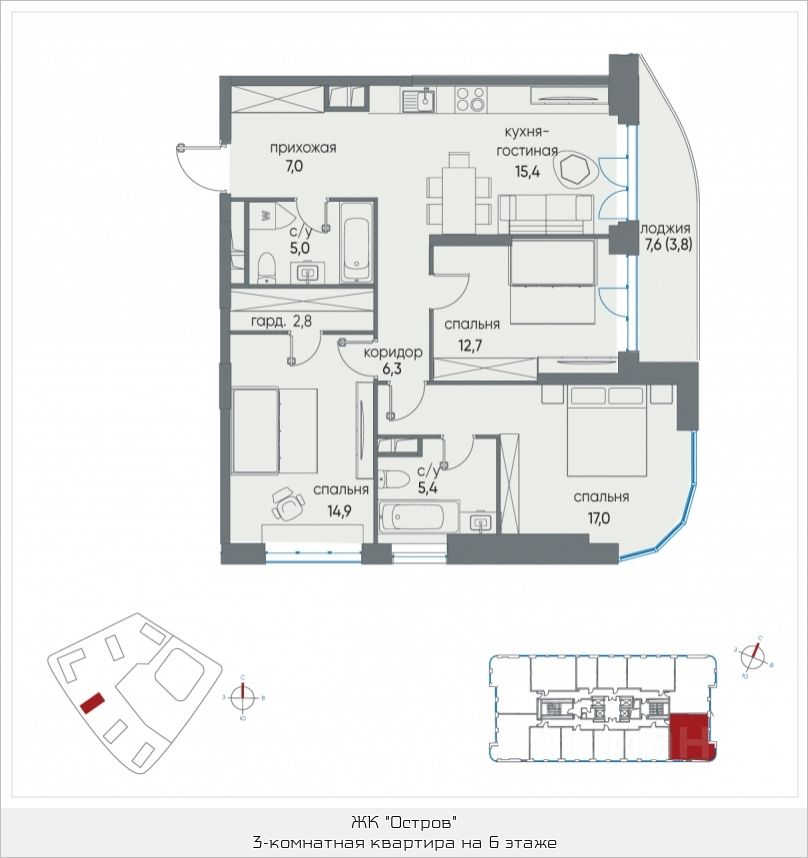 прихожая
7,0
кухня-
гостиная
15,4
лоджия
7,6 (3,8)
с/у
5,0
гард. 2,8
спальня
12,7
коридор
6,3
с/у
5,4
спальня
14,9
спальня
17,0
С
З В
Ю
С
З В
Ю
ЖК "Остров"
3-комнатная квартира на 6 этаже